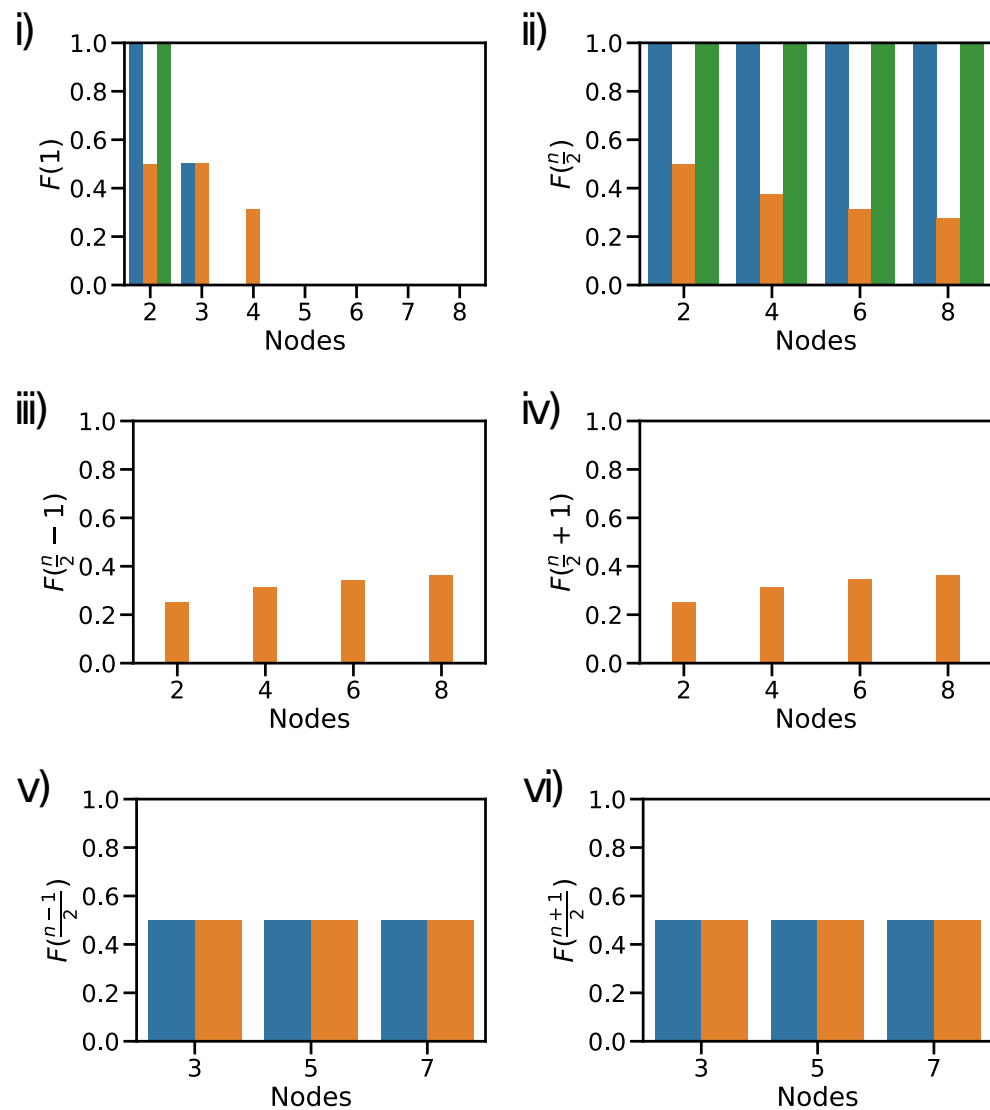 i)
1.0
0.8
0.6
0.4
0.2
0.0
F(1)
2 3 4 5 6 7 8
Nodes
ii)
1.0
0.8
0.6
0.4
0.2
0.0
F(n/2)
2 4 6 8
Nodes
iii)
1.0
0.8
0.6
0.4
0.2
0.0
F(n/2 − 1)
2 4 6 8
Nodes
iv)
1.0
0.8
0.6
0.4
0.2
0.0
F(n/2 + 1)
2 4 6 8
Nodes
v)
1.0
0.8
0.6
0.4
0.2
0.0
F((n−1)/2)
3 5 7
Nodes
vi)
1.0
0.8
0.6
0.4
0.2
0.0
F((n+1)/2)
3 5 7
Nodes